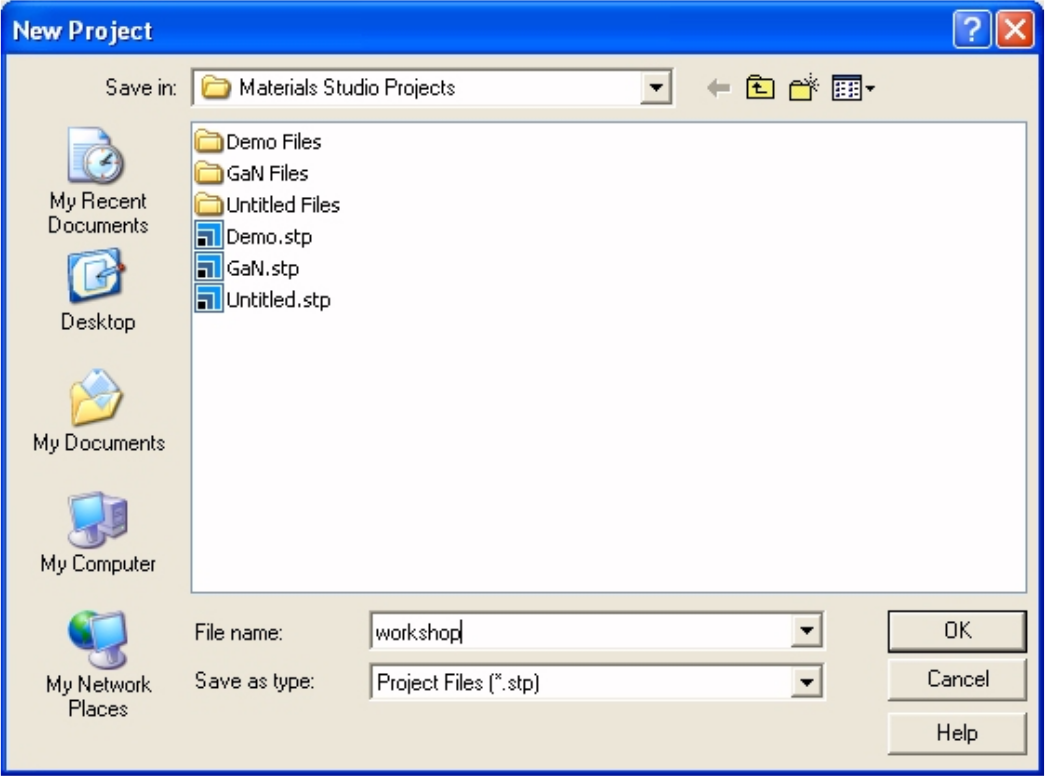 New Project
Save in:
Materials Studio Projects
My Recent
Documents
Desktop
My Documents
My Computer
My Network
Places
Demo Files
GaN Files
Untitled Files
Demo.stp
GaN.stp
Untitled.stp
File name:
workshop
OK
Save as type:
Project Files (*.stp)
Cancel
Help